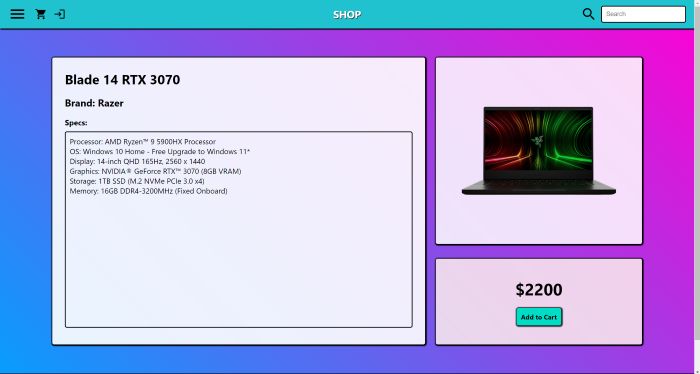 SHOP
Search
Blade 14 RTX 3070
Brand: Razer
Specs:
Processor: AMD Ryzen™ 9 5900HX Processor
OS: Windows 10 Home - Free Upgrade to Windows 11*
Display: 14-inch QHD 165Hz, 2560 x 1440
Graphics: NVIDIA® GeForce RTX™ 3070 (8GB VRAM)
Storage: 1TB SSD (M.2 NVMe PCIe 3.0 x4)
Memory: 16GB DDR4-3200MHz (Fixed Onboard)
$2200
Add to Cart